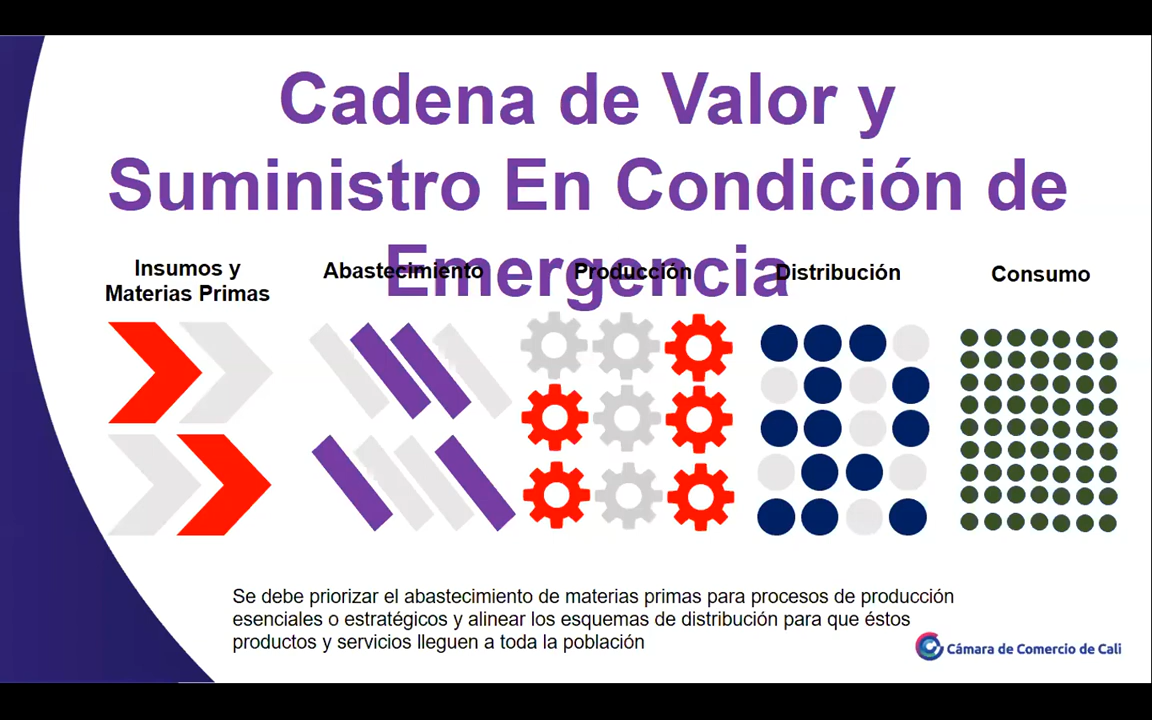 Cadena de Valor y
Suministro En Condición de
Emergencia
Insumos y
Materias Primas
Abastecimiento
Producción
Distribución
Consumo
Se debe priorizar el abastecimiento de materias primas para procesos de producción
esenciales o estratégicos y alinear los esquemas de distribución para que éstos
productos y servicios lleguen a toda la población
Cámara de Comercio de Cali